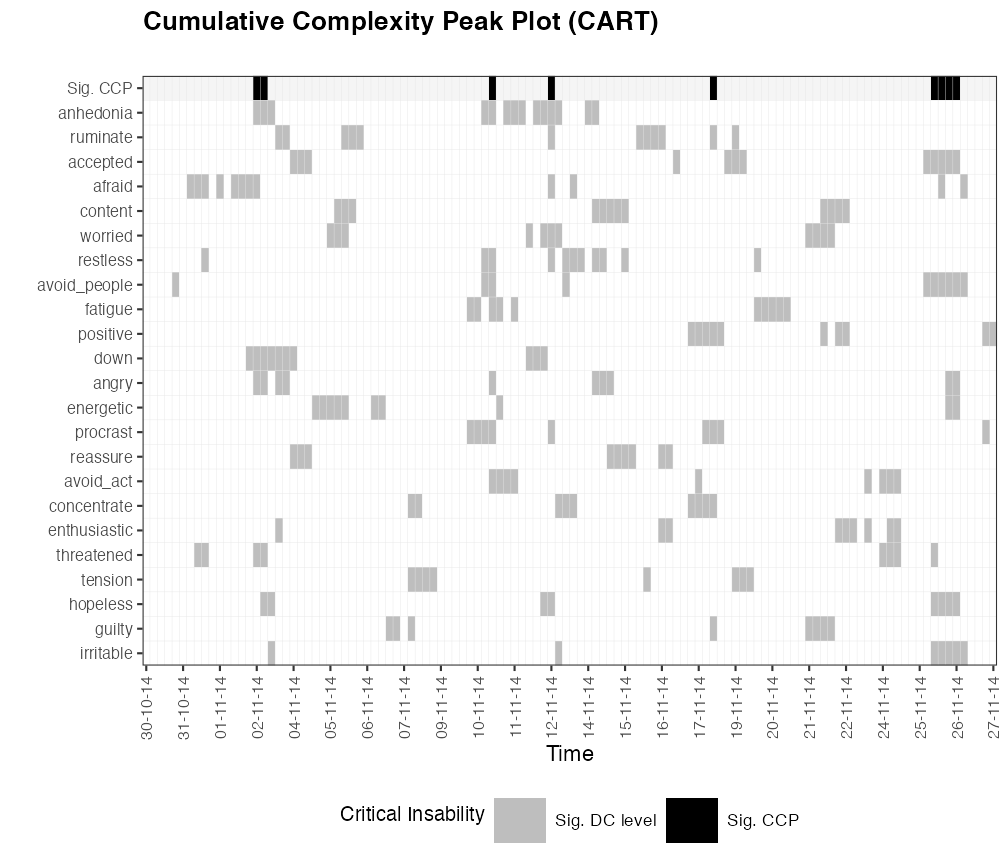 Cumulative Complexity Peak Plot (CART)
Sig. CCP
anhedonia
ruminate
accepted
afraid
content
worried
restless
avoid_people
fatigue
positive
down
angry
energetic
procrast
reassure
avoid_act
concentrate
enthusiastic
threatened
tension
hopeless
guilty
irritable
30-10-14
31-10-14
01-11-14
02-11-14
04-11-14
05-11-14
06-11-14
07-11-14
09-11-14
10-11-14
11-11-14
12-11-14
14-11-14
15-11-14
16-11-14
17-11-14
19-11-14
20-11-14
21-11-14
22-11-14
24-11-14
25-11-14
26-11-14
27-11-14
Time
Critical Insability
Sig. DC level
Sig. CCP